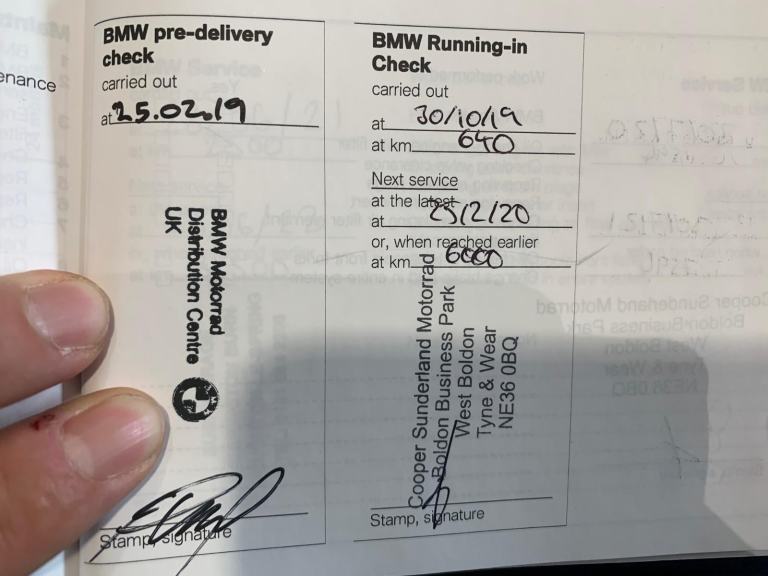 enance
BMW pre-delivery
check
carried out
at 25.02.19
BMW Motorrad
Distribution Centre
UK
Stamp, signature
BMW Running-in
Check
carried out
at 30/10/19
at km 640
Next service
at the latest
at 25/2/20
or, when reached earlier
at km 6000
Cooper Sunderland Motorrad
Boldon Business Park
West Boldon
Tyne & Wear
NE36 0BQ
Stamp, signature